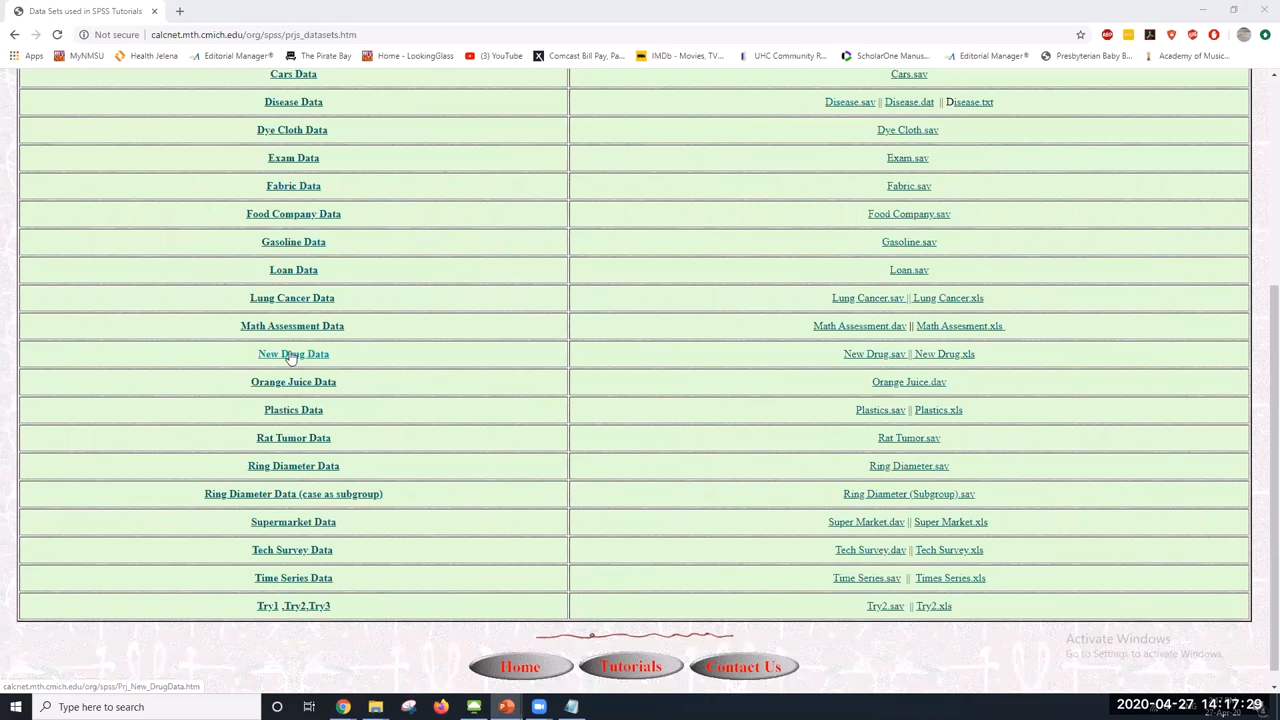 Data Sets used in SPSS Tutorials
Not secure | calcnet.mth.cmich.edu/org/spss/prjs_datasets.htm
Apps MyNMSU Health Jelena Editorial Manager® The Pirate Bay Home - LookingGlass (3) YouTube Comcast Bill Pay, Pa... IMDb - Movies, TV... UHC Community R... ScholarOne Manus... Editorial Manager® Presbyterian Baby B... Academy of Music...
Cars Data Cars.sav
Disease Data Disease.sav || Disease.dat || Disease.txt
Dye Cloth Data Dye Cloth.sav
Exam Data Exam.sav
Fabric Data Fabric.sav
Food Company Data Food Company.sav
Gasoline Data Gasoline.sav
Loan Data Loan.sav
Lung Cancer Data Lung Cancer.sav || Lung Cancer.xls
Math Assessment Data Math Assessment.dav || Math Assesment.xls
New Drug Data New Drug.sav || New Drug.xls
Orange Juice Data Orange Juice.dav
Plastics Data Plastics.sav || Plastics.xls
Rat Tumor Data Rat Tumor.sav
Ring Diameter Data Ring Diameter.sav
Ring Diameter Data (case as subgroup) Ring Diameter (Subgroup).sav
Supermarket Data Super Market.dav || Super Market.xls
Tech Survey Data Tech Survey.dav || Tech Survey.xls
Time Series Data Time Series.sav || Times Series.xls
Try1 ,Try2,Try3 Try2.sav || Try2.xls
Activate Windows
Go to Settings to activate Windows.
Home Tutorials Contact Us
calcnet.mth.cmich.edu/org/spss/Prj_New_DrugData.htm
Type here to search
2020-04-27 14:17:29
27-Apr-20